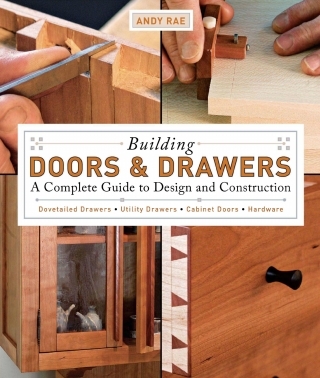 ANDY RAE
Building
DOORS & DRAWERS
A Complete Guide to Design and Construction
Dovetailed Drawers • Utility Drawers • Cabinet Doors • Hardware